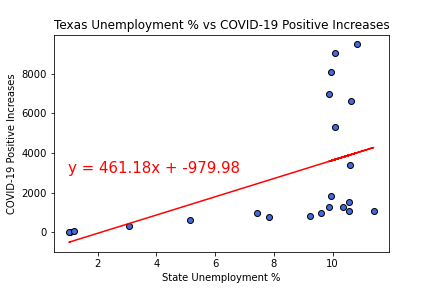 Texas Unemployment % vs COVID-19 Positive Increases
COVID-19 Positive Increases
8000
6000
4000
2000
0
y = 461.18x + -979.98
2 4 6 8 10
State Unemployment %